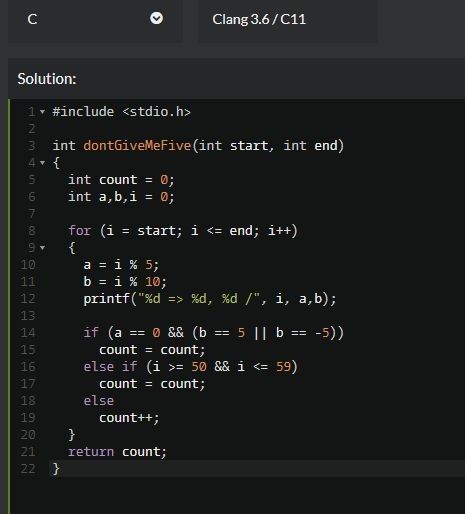 C Clang 3.6 / C11
Solution:
1 #include <stdio.h>
2
3 int dontGiveMeFive(int start, int end)
4 {
5 int count = 0;
6 int a,b,i = 0;
7
8 for (i = start; i <= end; i++)
9 {
10 a = i % 5;
11 b = i % 10;
12 printf("%d => %d, %d /", i, a,b);
13
14 if (a == 0 && (b == 5 || b == -5))
15 count = count;
16 else if (i >= 50 && i <= 59)
17 count = count;
18 else
19 count++;
20 }
21 return count;
22 }